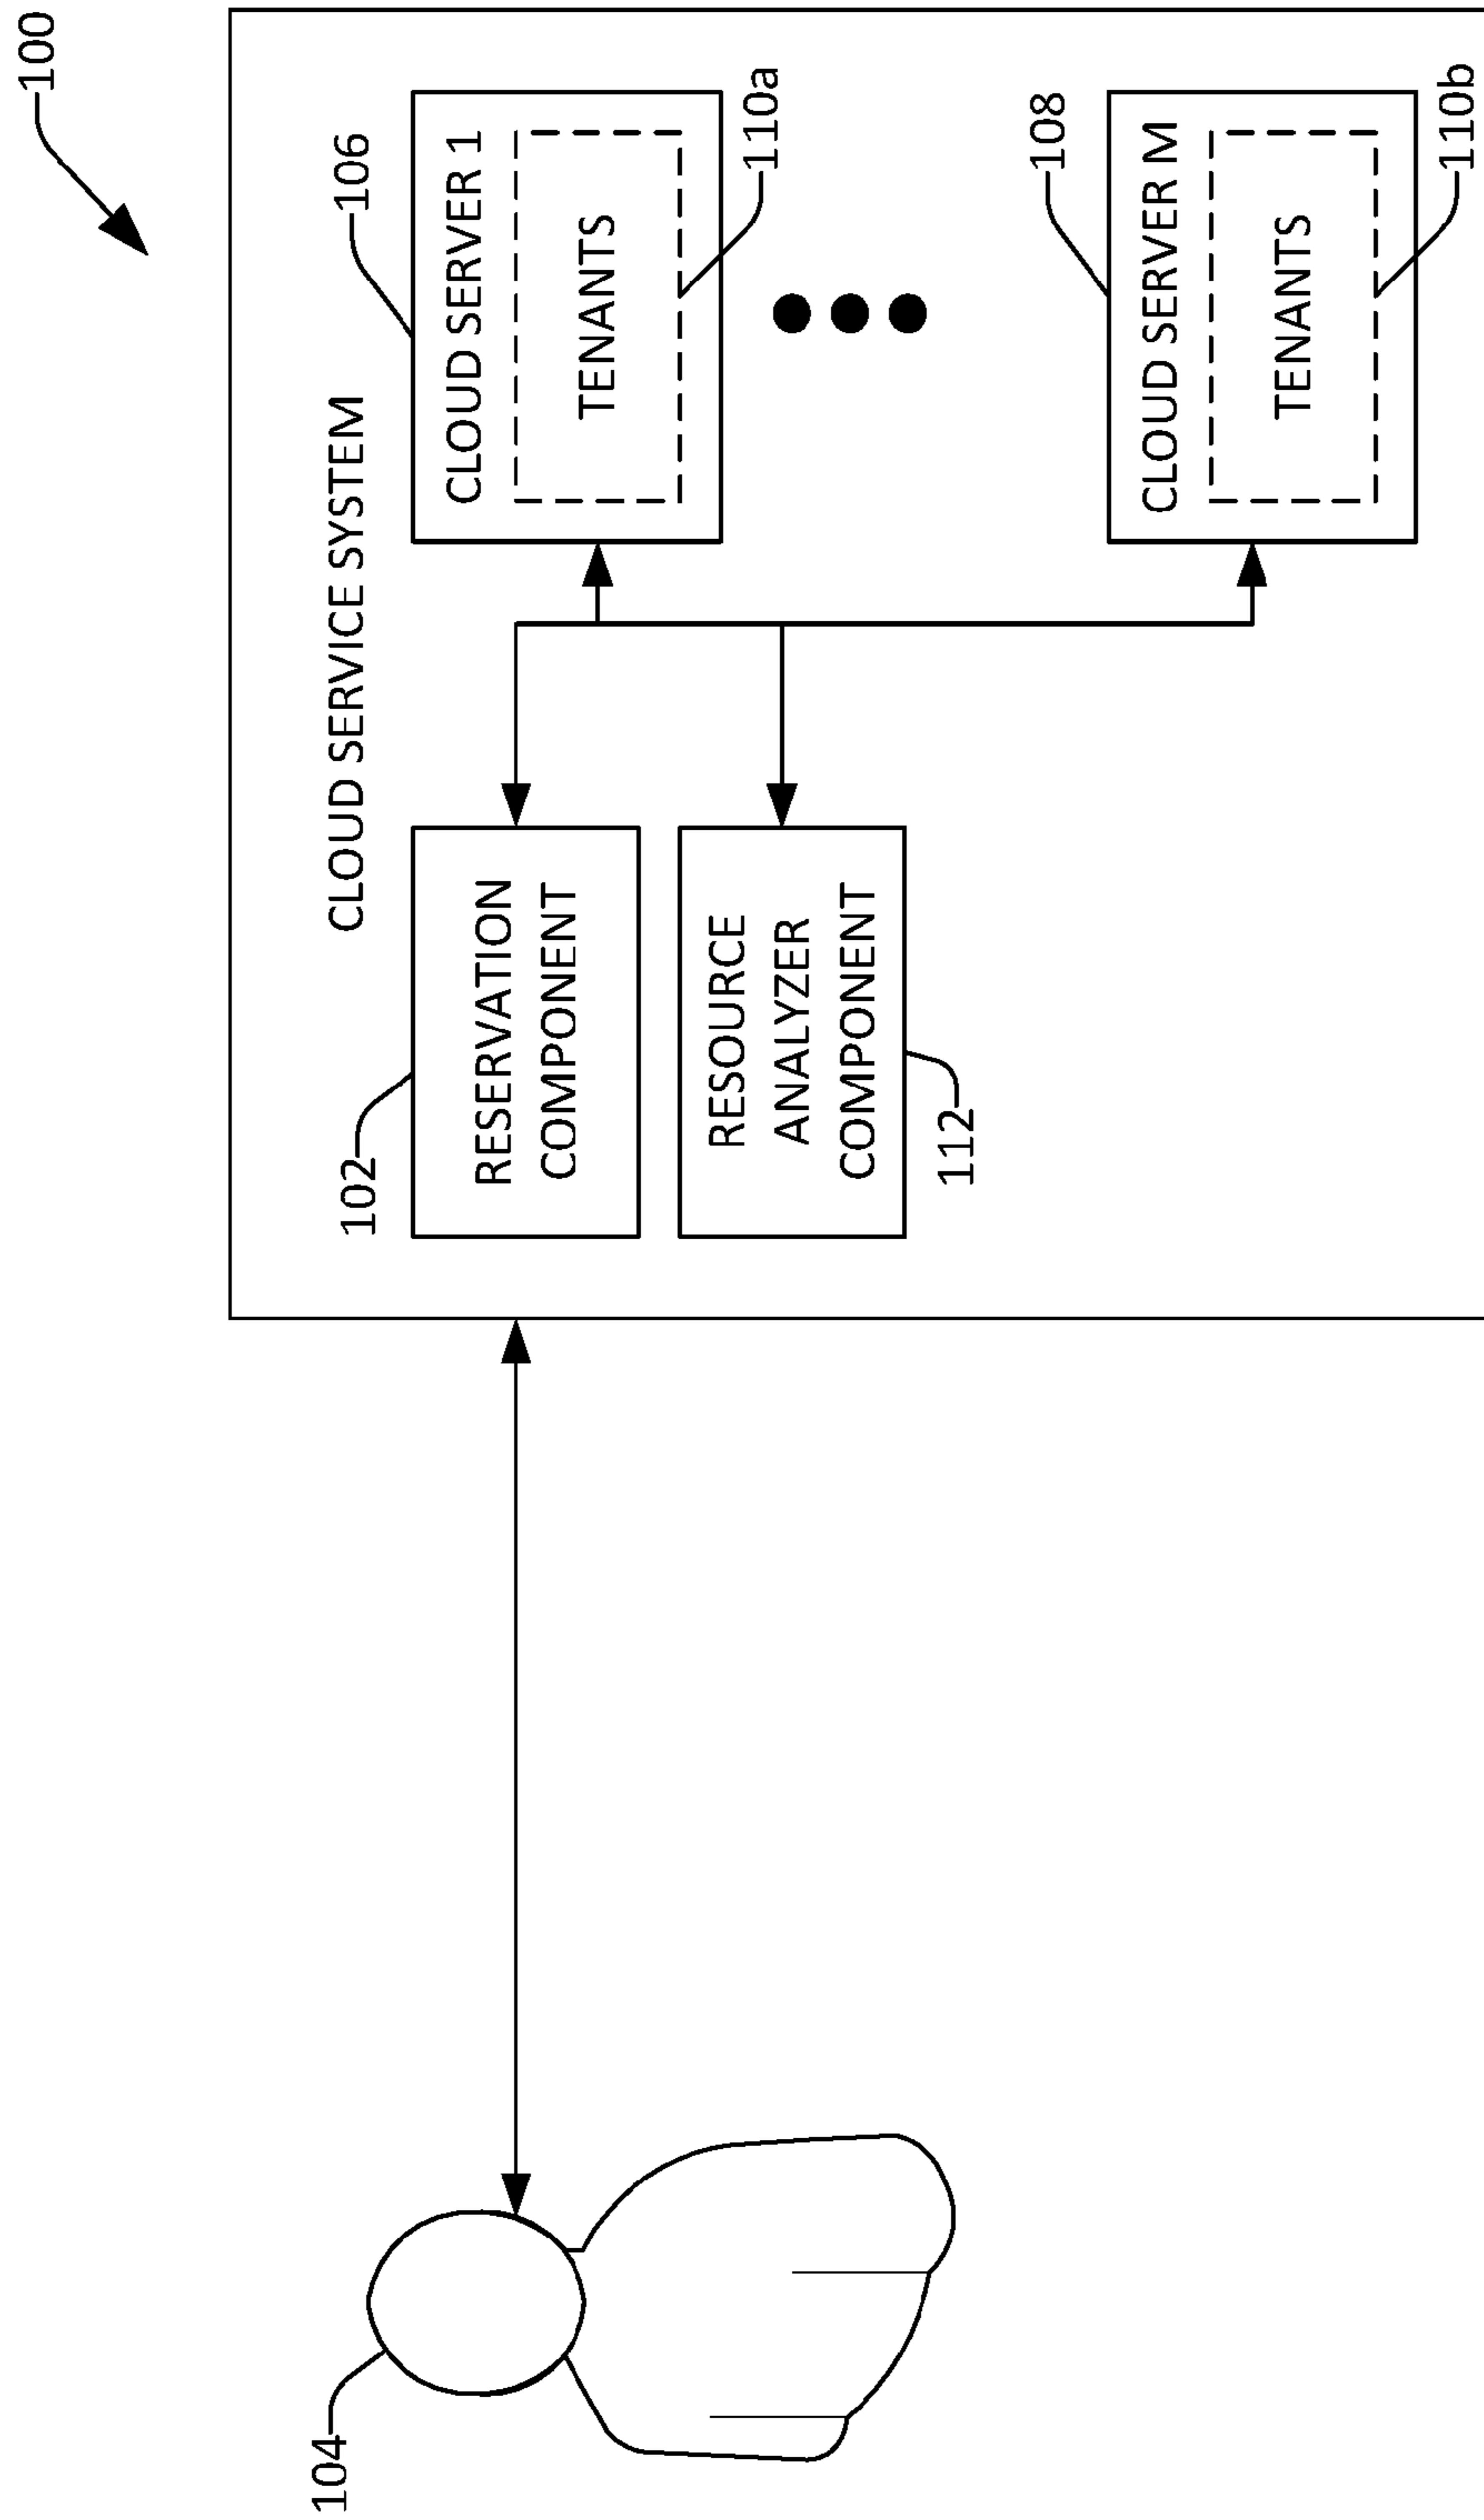 100
CLOUD SERVICE SYSTEM
104
102
106
RESERVATION
COMPONENT
CLOUD SERVER 1
TENANTS
110a
RESOURCE
ANALYZER
COMPONENT
112
108
CLOUD SERVER M
TENANTS
110b